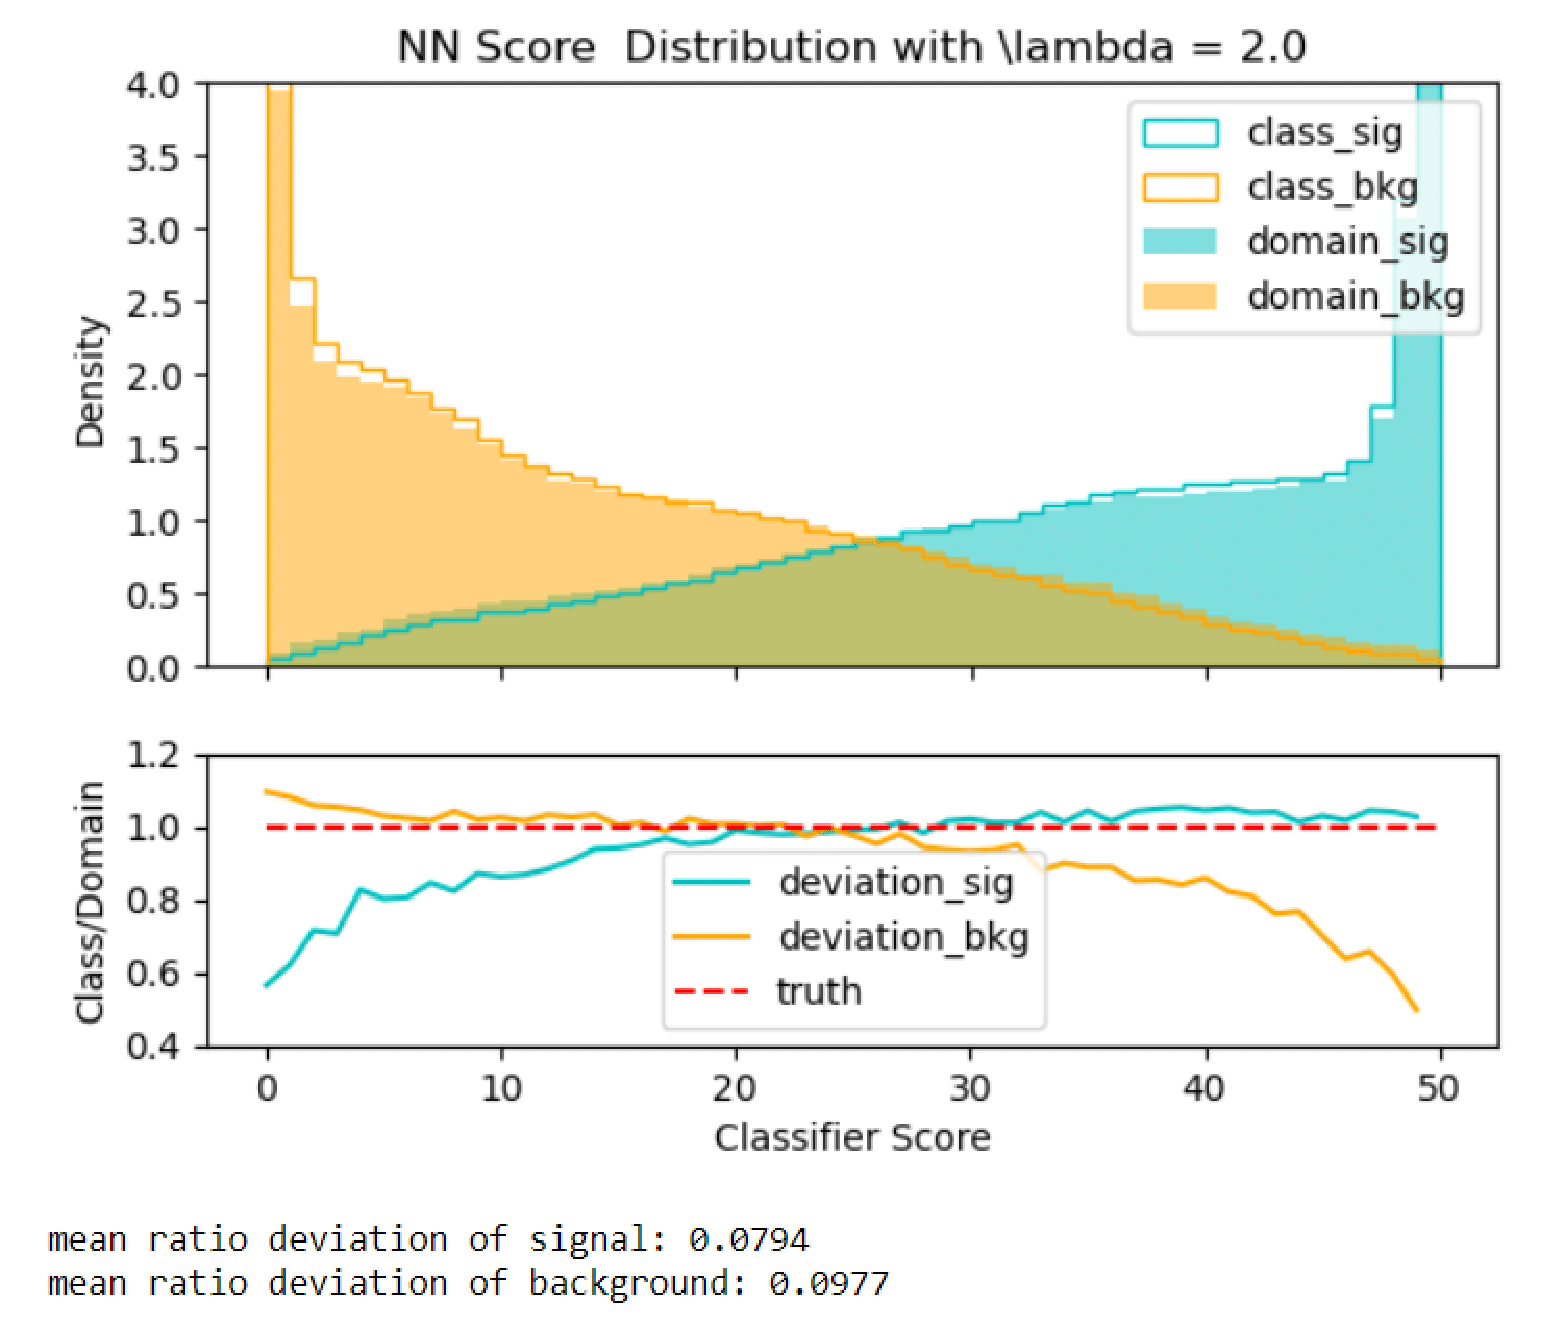 NN Score  Distribution with \lambda = 2.0
4.0
3.5
3.0
2.5
2.0
1.5
1.0
0.5
0.0
Density
class_sig
class_bkg
domain_sig
domain_bkg
1.2
1.0
0.8
0.6
0.4
Class/Domain
deviation_sig
deviation_bkg
truth
0 10 20 30 40 50
Classifier Score
mean ratio deviation of signal: 0.0794
mean ratio deviation of background: 0.0977